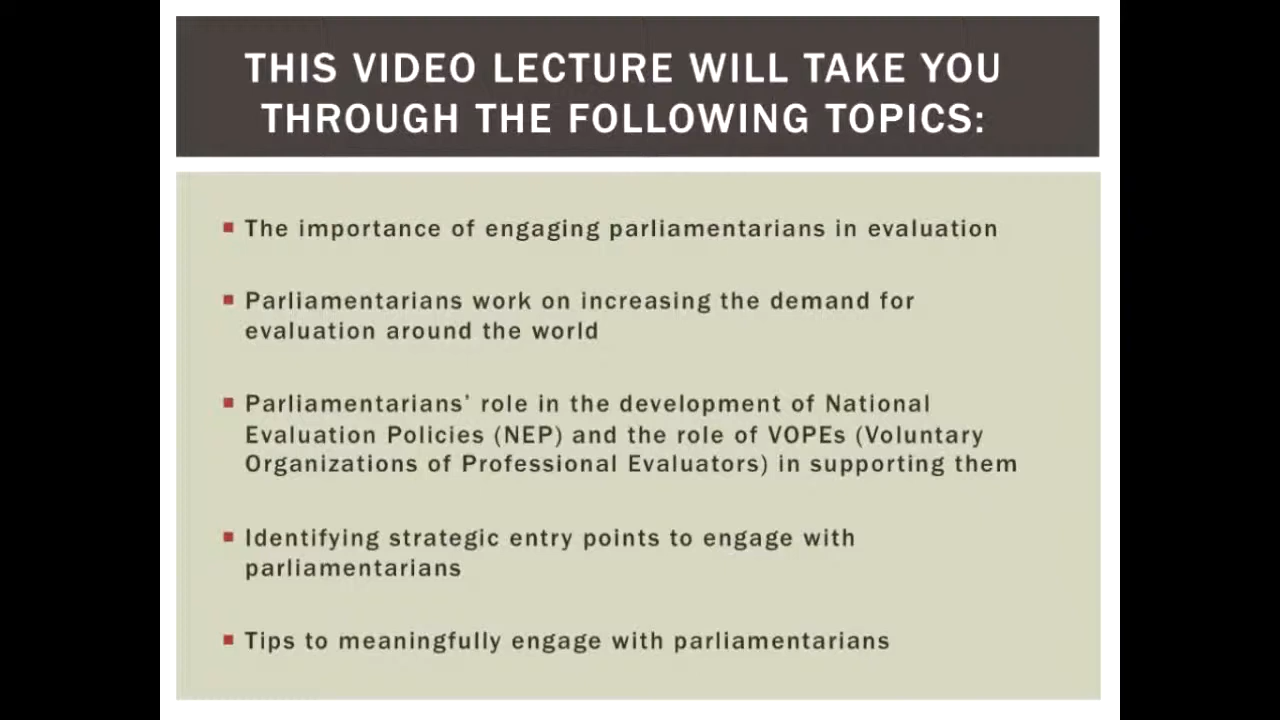 THIS VIDEO LECTURE WILL TAKE YOU
THROUGH THE FOLLOWING TOPICS:
The importance of engaging parliamentarians in evaluation
Parliamentarians work on increasing the demand for
evaluation around the world
Parliamentarians’ role in the development of National
Evaluation Policies (NEP) and the role of VOPEs (Voluntary
Organizations of Professional Evaluators) in supporting them
Identifying strategic entry points to engage with
parliamentarians
Tips to meaningfully engage with parliamentarians